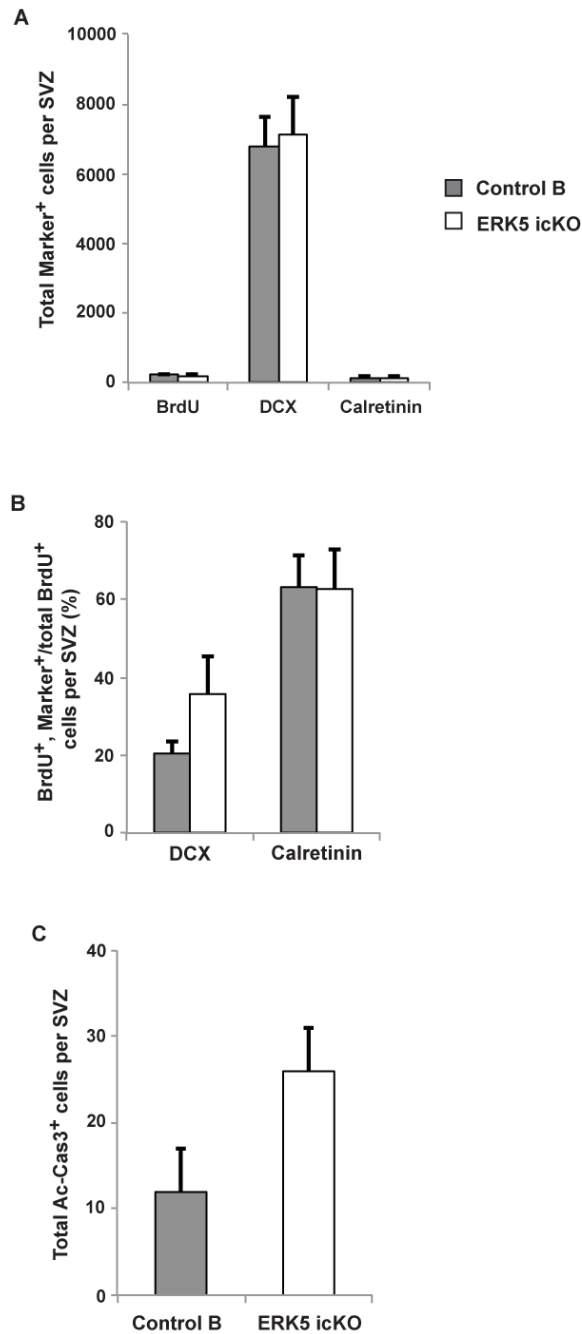 A
Total Marker⁺ cells per SVZ
10000
8000
6000
4000
2000
0
BrdU DCX Calretinin
Control B
ERK5 icKO
B
BrdU⁺, Marker⁺/total BrdU⁺
cells per SVZ (%)
80
60
40
20
0
DCX Calretinin
C
Total Ac-Cas3⁺ cells per SVZ
40
30
20
10
0
Control B ERK5 icKO